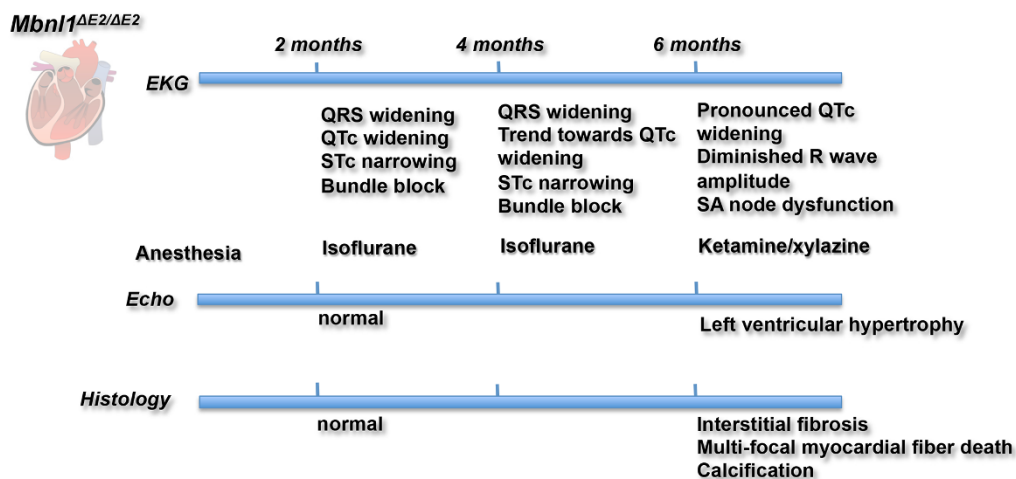 Mbnl1ΔE2/ΔE2
2 months 4 months 6 months
EKG
QRS widening
QTc widening
STc narrowing
Bundle block
QRS widening
Trend towards QTc
widening
STc narrowing
Bundle block
Pronounced QTc
widening
Diminished R wave
amplitude
SA node dysfunction
Anesthesia Isoflurane Isoflurane Ketamine/xylazine
Echo
normal
Left ventricular hypertrophy
Histology
normal
Interstitial fibrosis
Multi-focal myocardial fiber death
Calcification